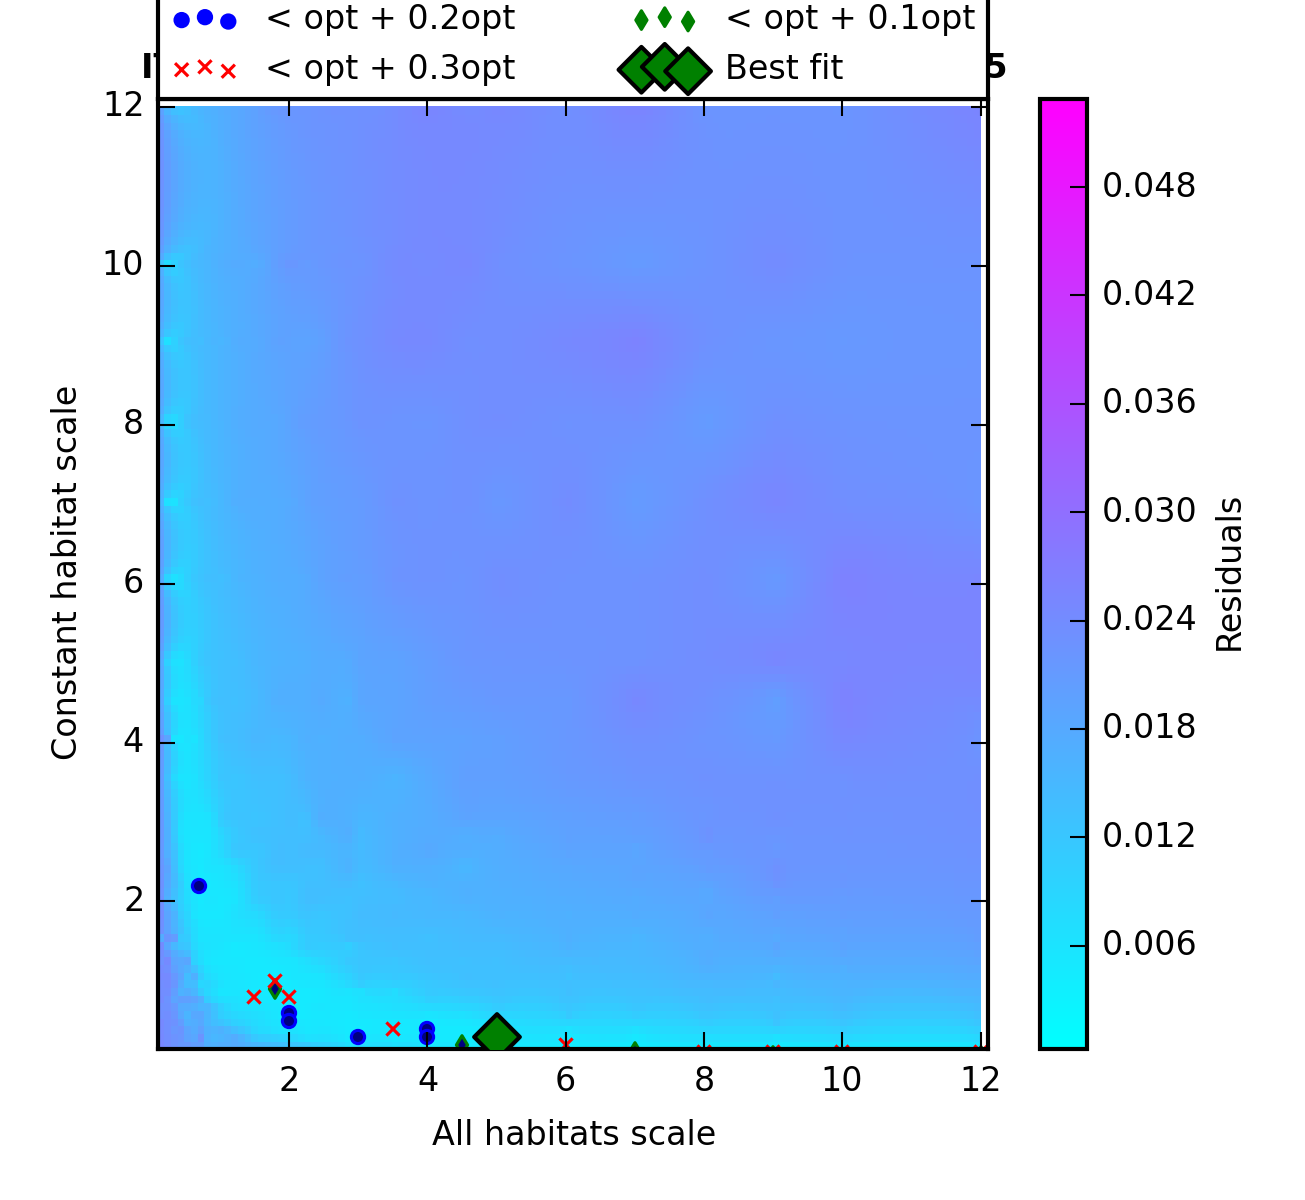 < opt + 0.2opt
< opt + 0.1opt
< opt + 0.3opt
Best fit
5
12
10
8
6
4
2
Constant habitat scale
2 4 6 8 10 12
All habitats scale
0.048
0.042
0.036
0.030
0.024
0.018
0.012
0.006
Residuals